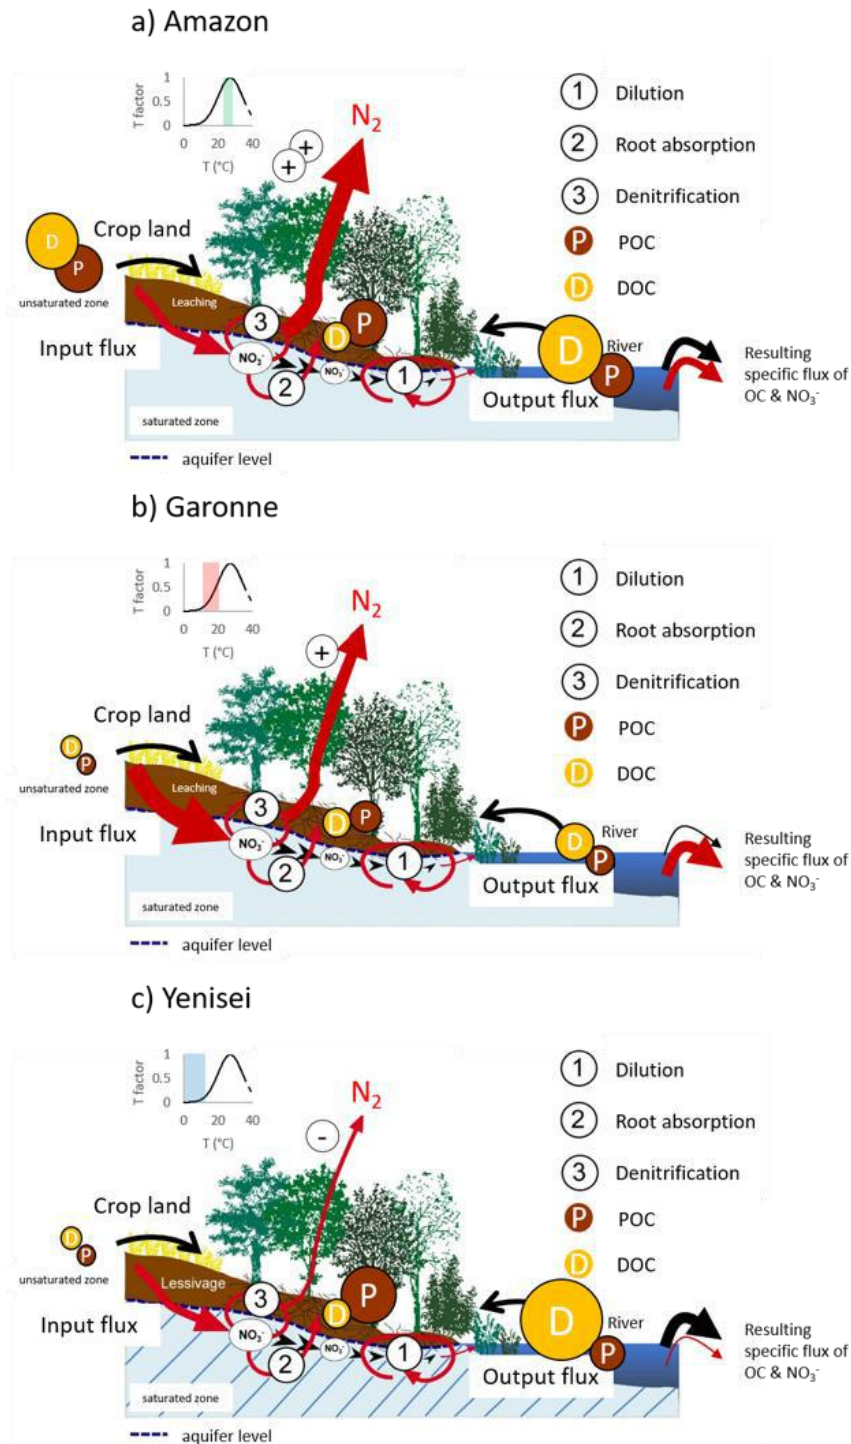 a) Amazon
T factor
1
0.5
0
0 20 40
T (°C)
N₂
+
+
1 Dilution
2 Root absorption
3 Denitrification
P POC
D DOC
D
P
Crop land
unsaturated zone
Leaching
Input flux
3
NO₃⁻
2
D
P
NO₃⁻
1
D
P
River
Output flux
Resulting
specific flux of
OC & NO₃⁻
saturated zone
aquifer level
b) Garonne
T factor
1
0.5
0
0 20 40
T (°C)
N₂
+
1 Dilution
2 Root absorption
3 Denitrification
P POC
D DOC
D
P
Crop land
unsaturated zone
Leaching
Input flux
3
NO₃⁻
2
D
P
NO₃⁻
1
D
P
River
Output flux
Resulting
specific flux of
OC & NO₃⁻
saturated zone
aquifer level
c) Yenisei
T factor
1
0.5
0
0 20 40
T (°C)
N₂
-
1 Dilution
2 Root absorption
3 Denitrification
P POC
D DOC
D
P
Crop land
unsaturated zone
Lessivage
Input flux
3
NO₃⁻
2
D
P
NO₃⁻
1
D
P
River
Output flux
Resulting
specific flux of
OC & NO₃⁻
saturated zone
aquifer level